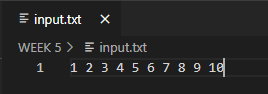 input.txt ×
WEEK 5 > input.txt
1 1 2 3 4 5 6 7 8 9 10